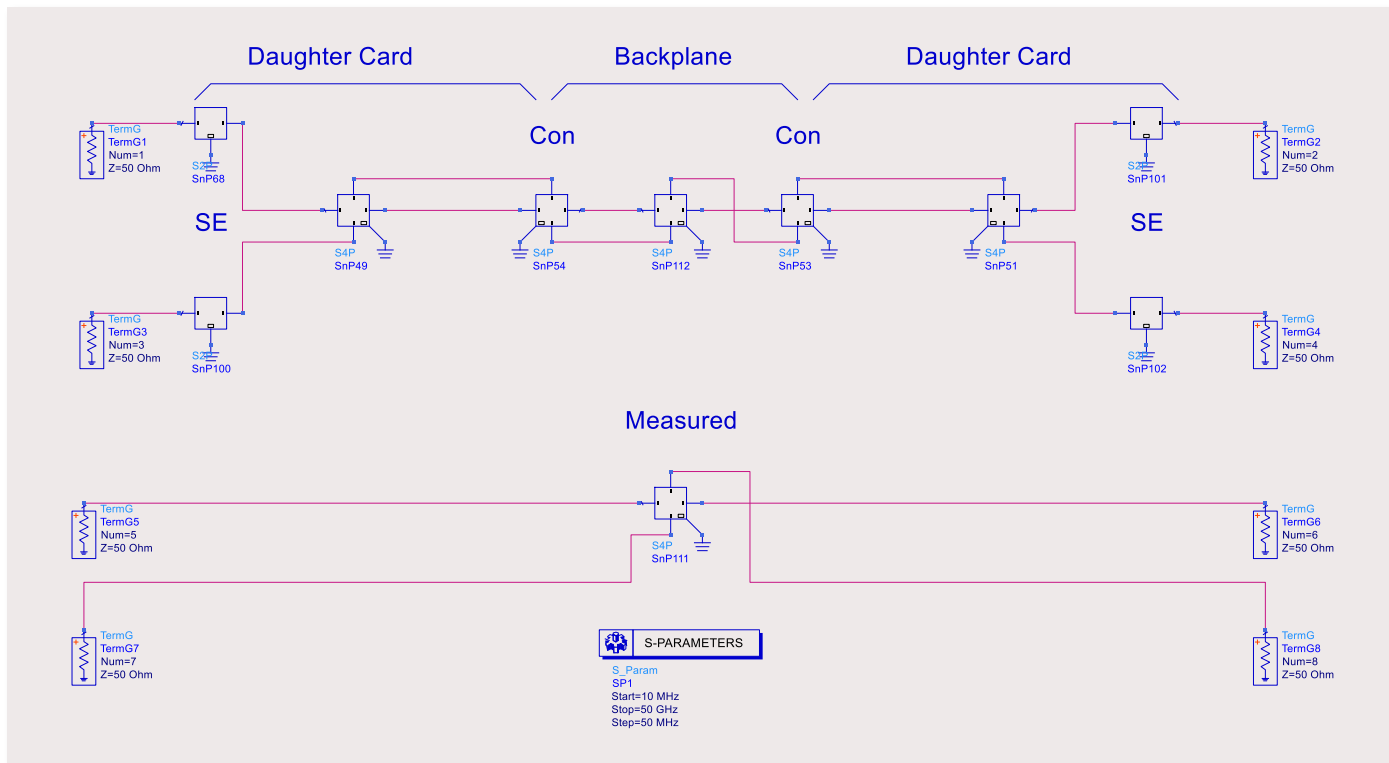 Daughter Card
Backplane
Daughter Card
Con
Con
TermG
TermG1
Num=1
Z=50 Ohm
SnP68
SnP101
TermG
TermG2
Num=2
Z=50 Ohm
SE
SE
S4P
SnP49
S4P
SnP54
S4P
SnP112
S4P
SnP53
S4P
SnP51
TermG
TermG3
Num=3
Z=50 Ohm
SnP100
SnP102
TermG
TermG4
Num=4
Z=50 Ohm
Measured
TermG
TermG5
Num=5
Z=50 Ohm
S4P
SnP111
TermG
TermG6
Num=6
Z=50 Ohm
TermG
TermG7
Num=7
Z=50 Ohm
S-PARAMETERS
S_Param
SP1
Start=10 MHz
Stop=50 GHz
Step=50 MHz
TermG
TermG8
Num=8
Z=50 Ohm